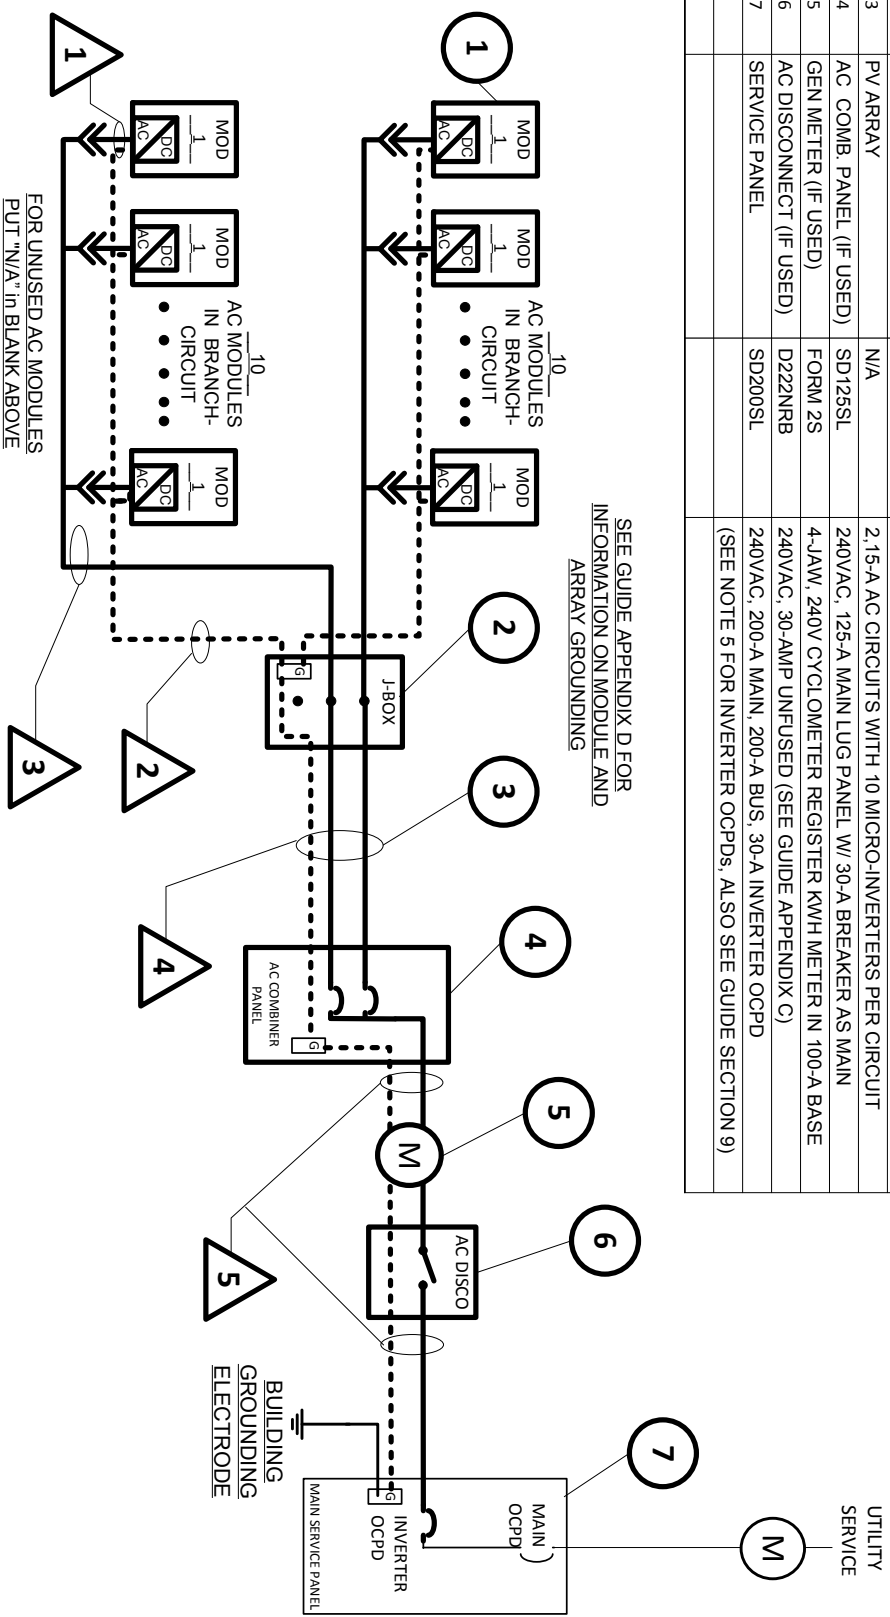 3 PV ARRAY N/A 2,15-A AC CIRCUITS WITH 10 MICRO-INVERTERS PER CIRCUIT
4 AC COMB. PANEL (IF USED) SD125SL 240VAC, 125-A MAIN LUG PANEL W/ 30-A BREAKER AS MAIN
5 GEN METER (IF USED) FORM 2S 4-JAW, 240V CYCLOMETER REGISTER KWH METER IN 100-A BASE
6 AC DISCONNECT (IF USED) D222NRB 240VAC, 30-AMP UNFUSED (SEE GUIDE APPENDIX C)
7 SERVICE PANEL SD200SL 240VAC, 200-A MAIN, 200-A BUS, 30-A INVERTER OCPD
(SEE NOTE 5 FOR INVERTER OCPDs, ALSO SEE GUIDE SECTION 9)
UTILITY
SERVICE
M
SEE GUIDE APPENDIX D FOR
INFORMATION ON MODULE AND
ARRAY GROUNDING
1
2
3
4
5
6
7
MOD
__1__
DC
AC
MOD
__1__
DC
AC
__10__
AC MODULES
IN BRANCH-
CIRCUIT
MOD
__1__
DC
AC
J-BOX
G
AC COMBINER
PANEL
G
M
AC DISCO
MAIN
OCPD
INVERTER
OCPD
G
MAIN SERVICE PANEL
MOD
__1__
DC
AC
MOD
__1__
DC
AC
__10__
AC MODULES
IN BRANCH-
CIRCUIT
MOD
__1__
DC
AC
BUILDING
GROUNDING
ELECTRODE
1
2
3
4
5
FOR UNUSED AC MODULES
PUT "N/A" in BLANK ABOVE